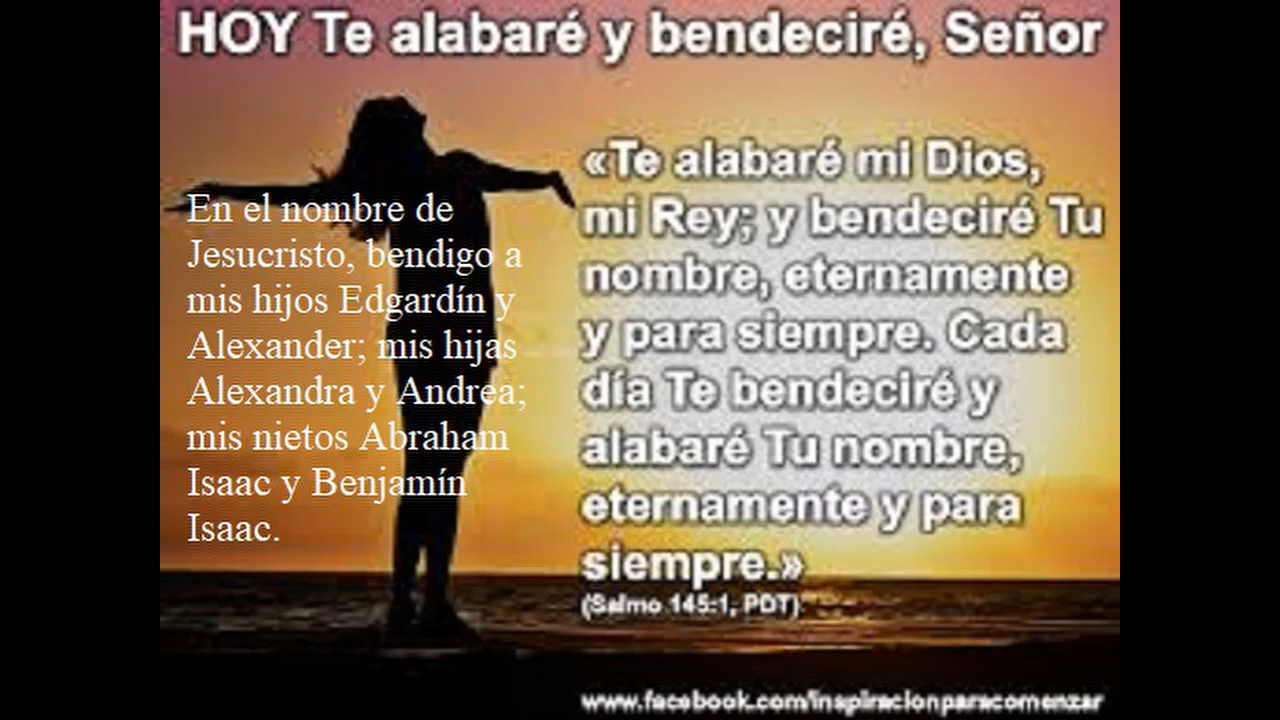 HOY Te alabaré y bendeciré, Señor
En el nombre de
Jesucristo, bendigo a
mis hijos Edgardín y
Alexander; mis hijas
Alexandra y Andrea;
mis nietos Abraham
Isaac y Benjamín
Isaac.
«Te alabaré mi Dios,
mi Rey; y bendeciré Tu
nombre, eternamente
y para siempre. Cada
día Te bendeciré y
alabaré Tu nombre,
eternamente y para
siempre.»
(Salmo 145:1, PDT)
www.facebook.com/inspiracionparacomenzar